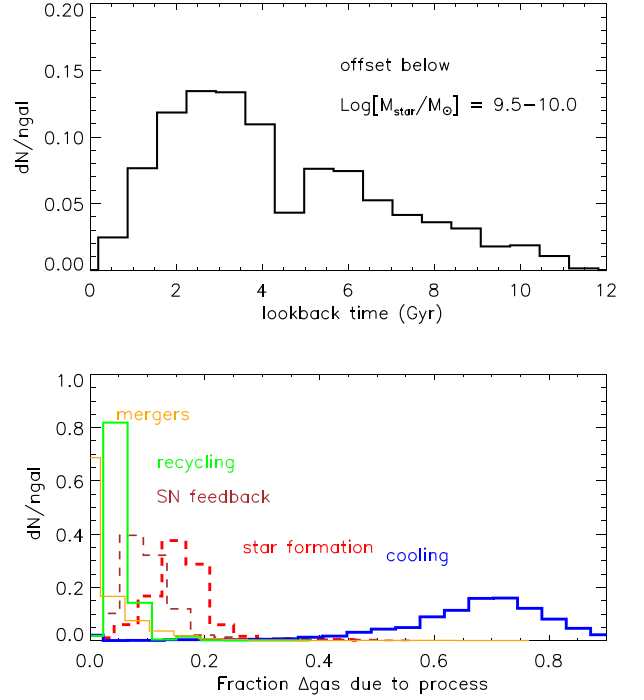 0.20
0.15
0.10
0.05
0.00
dN/ngal
offset below
Log[M_star/M_⊙] = 9.5−10.0
0 2 4 6 8 10 12
lookback time (Gyr)
1.0
0.8
0.6
0.4
0.2
0.0
dN/ngal
mergers
recycling
SN feedback
star formation
cooling
0.0 0.2 0.4 0.6 0.8
Fraction Δgas due to process